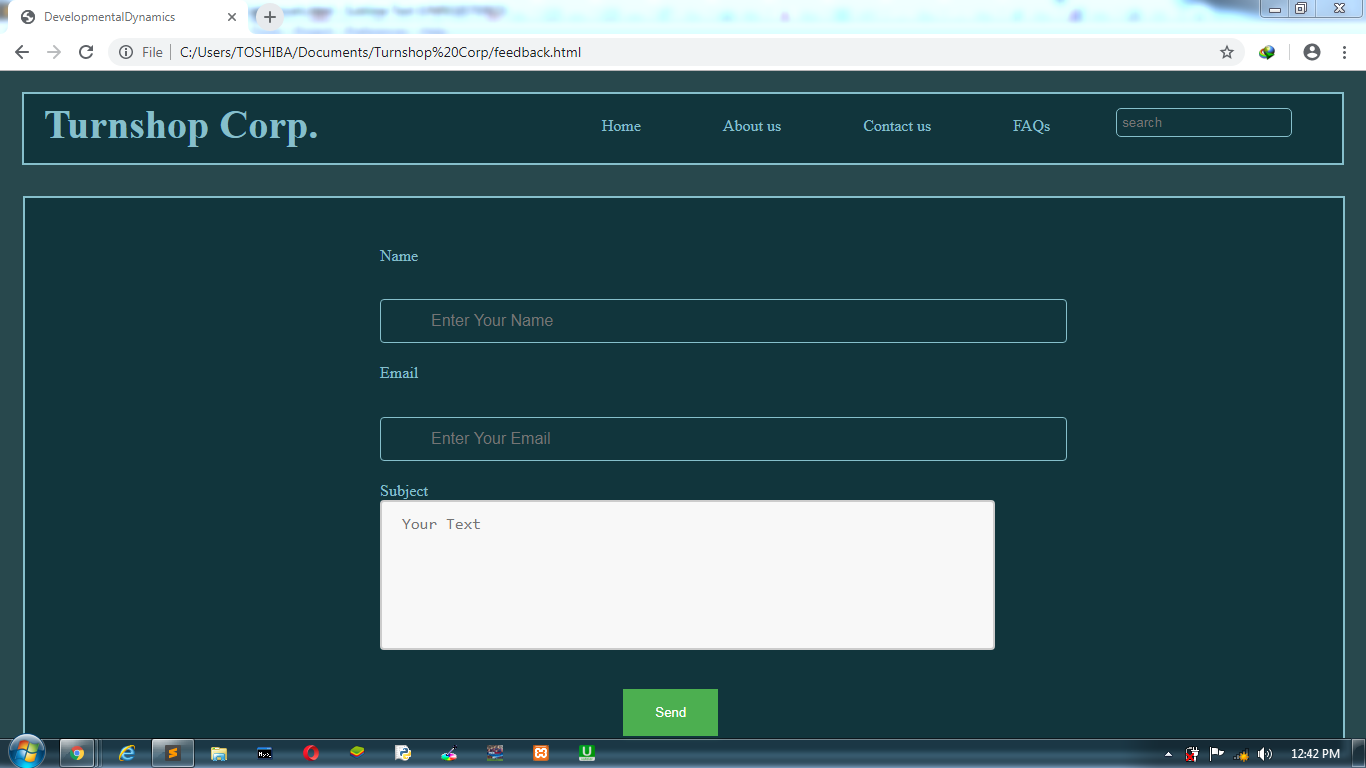 DevelopmentalDynamics
File
C:/Users/TOSHIBA/Documents/Turnshop%20Corp/feedback.html
Turnshop Corp.
Home
About us
Contact us
FAQs
search
Name
Enter Your Name
Email
Enter Your Email
Subject
Your Text
Send
12:42 PM